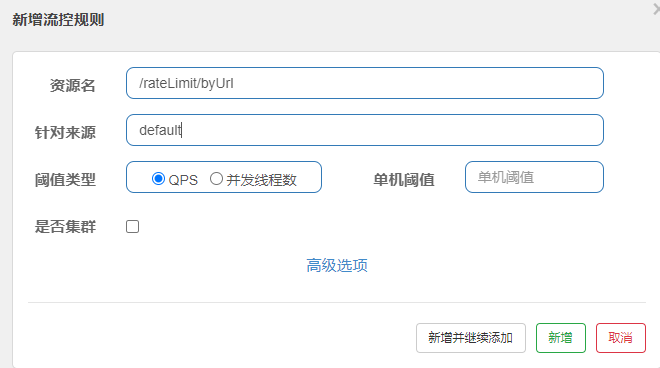 新增流控规则
资源名 /rateLimit/byUrl
针对来源 default
阈值类型 QPS 并发线程数 单机阈值 单机阈值
是否集群
高级选项
新增并继续添加 新增 取消